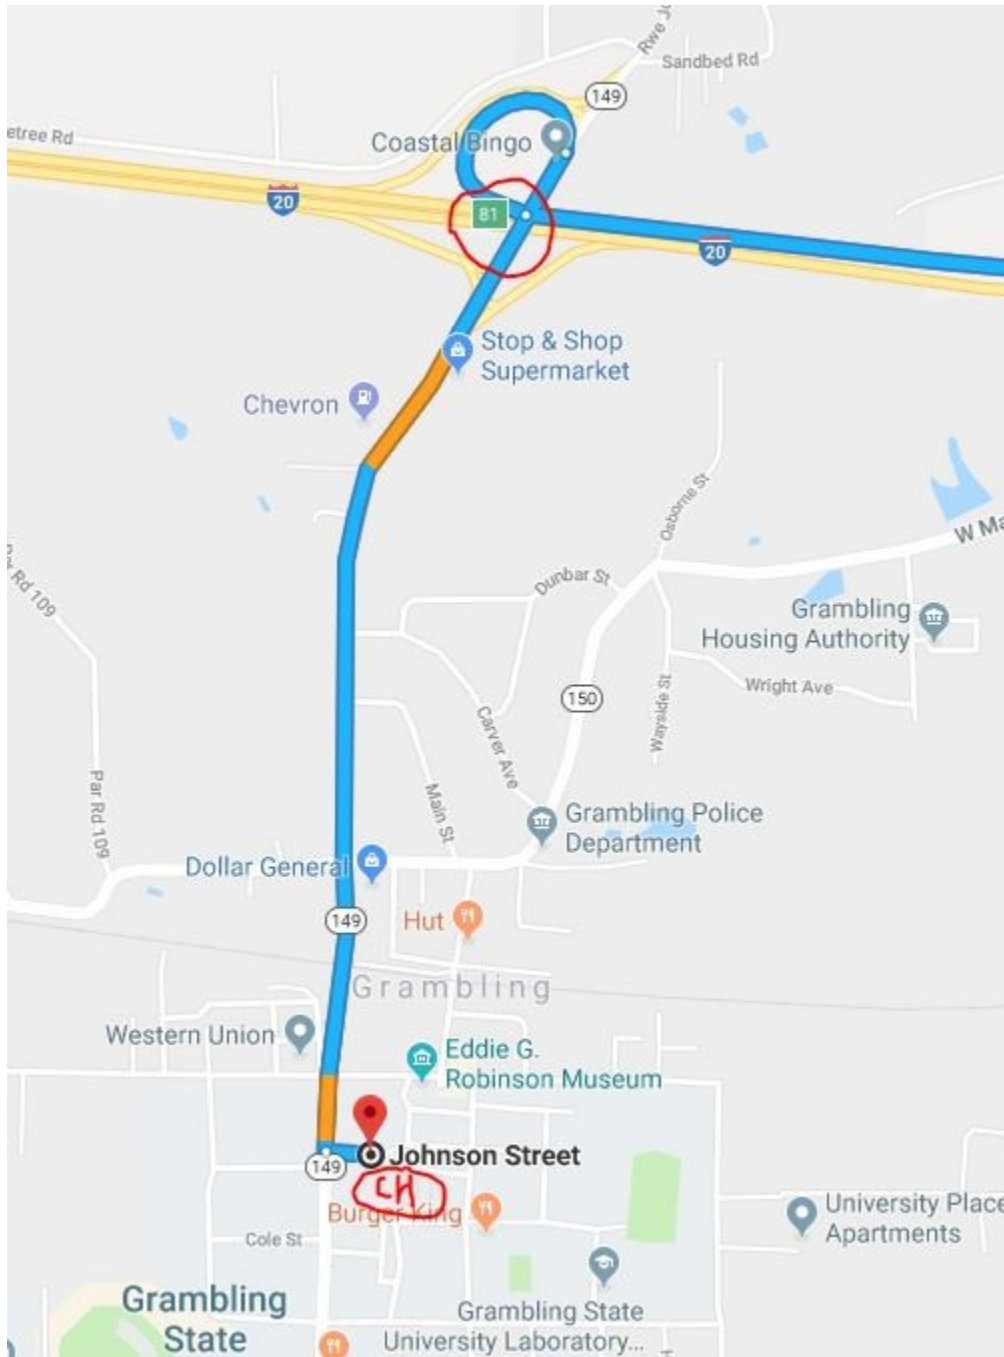 Rwe Jo
Sandbed Rd
149
Coastal Bingo
etree Rd
20
81
20
Stop & Shop
Supermarket
Chevron
Osborne St
W Ma
Par Rd 109
Dunbar St
Grambling
Housing Authority
150
Wright Ave
Wayside St
Carver Ave
Par Rd 109
Main St
Grambling Police
Department
Dollar General
149
Hut
Grambling
Western Union
Eddie G.
Robinson Museum
Johnson Street
149
CH
Burger King
University Place
Apartments
Cole St
Grambling
State
Grambling State
University Laboratory...